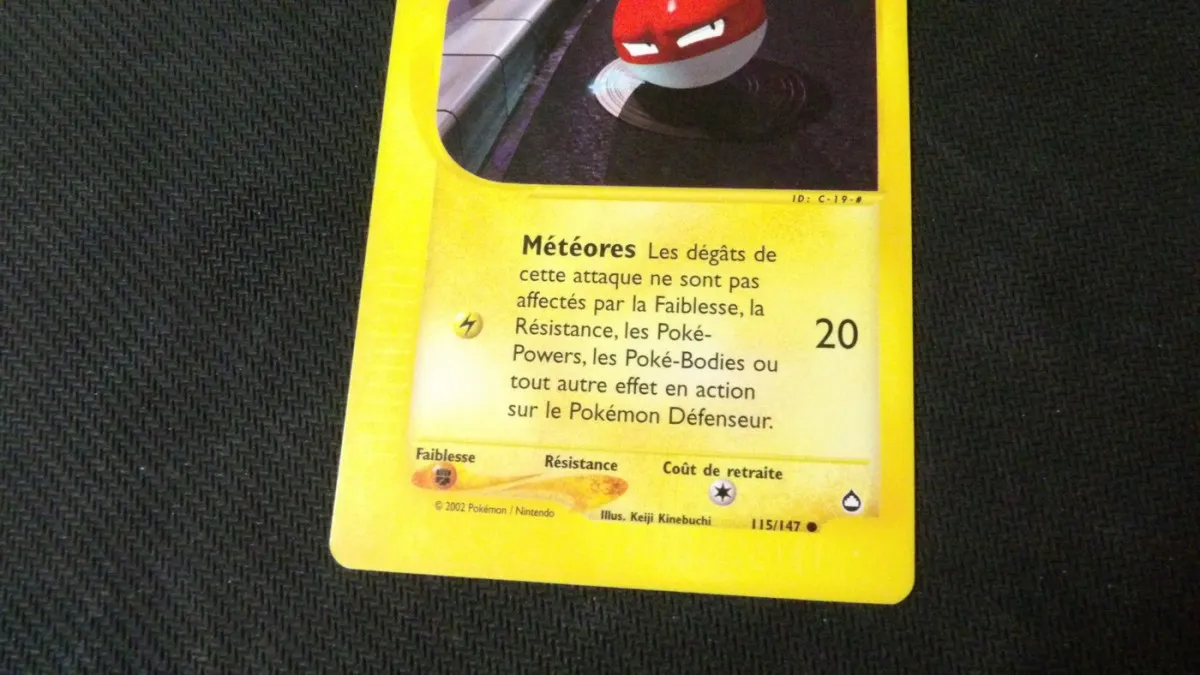 ID: C-19-#
Météores Les dégâts de
cette attaque ne sont pas
affectés par la Faiblesse, la
Résistance, les Poké-
Powers, les Poké-Bodies ou
tout autre effet en action
sur le Pokémon Défenseur.
20
Faiblesse Résistance Coût de retraite
© 2002 Pokémon / Nintendo Illus. Keiji Kinebuchi 115/147